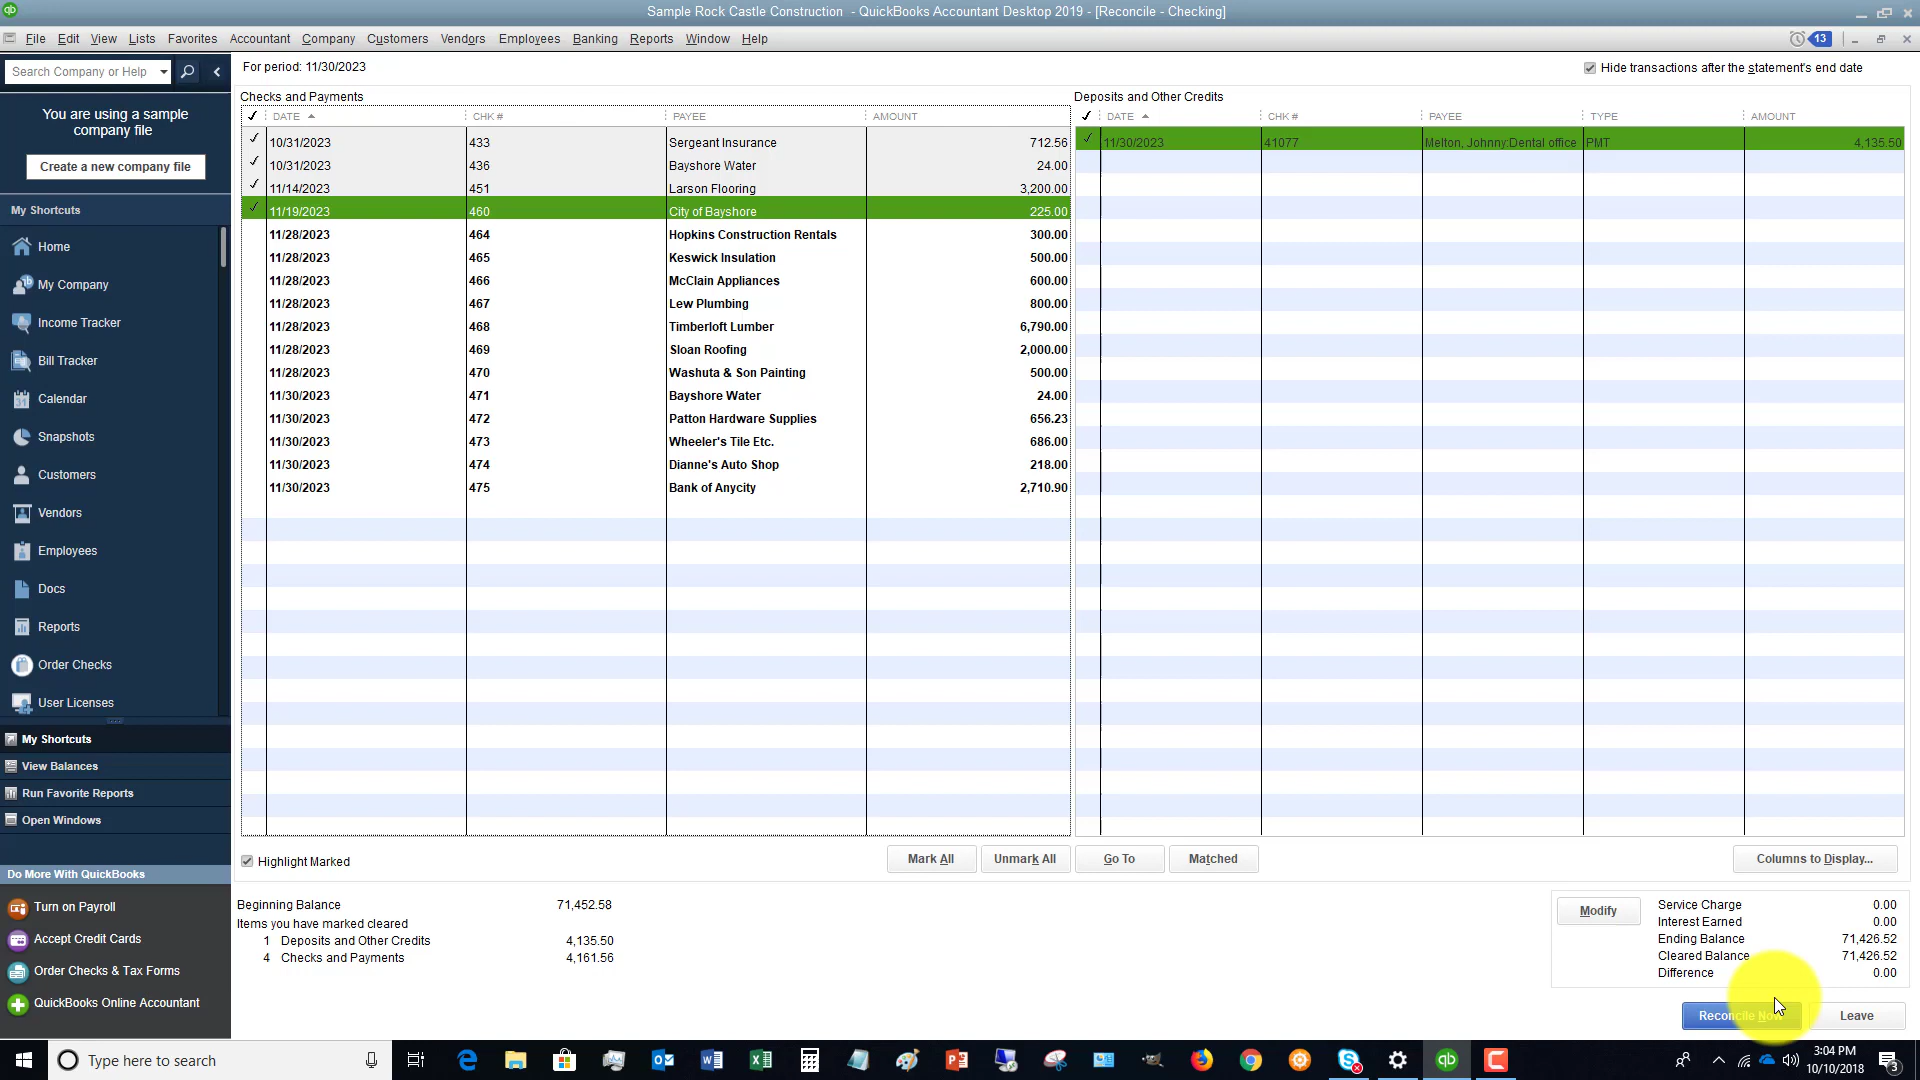 Sample Rock Castle Construction - QuickBooks Accountant Desktop 2019 - [Reconcile - Checking]
File Edit View Lists Favorites Accountant Company Customers Vendors Employees Banking Reports Window Help
13
Search Company or Help
You are using a sample
company file
Create a new company file
My Shortcuts
Home
My Company
Income Tracker
Bill Tracker
Calendar
Snapshots
Customers
Vendors
Employees
Docs
Reports
Order Checks
User Licenses
My Shortcuts
View Balances
Run Favorite Reports
Open Windows
Do More With QuickBooks
Turn on Payroll
Accept Credit Cards
Order Checks & Tax Forms
QuickBooks Online Accountant
For period: 11/30/2023
Hide transactions after the statement's end date
Checks and Payments
DATE CHK # PAYEE AMOUNT
10/31/2023 433 Sergeant Insurance 712.56
10/31/2023 436 Bayshore Water 24.00
11/14/2023 451 Larson Flooring 3,200.00
11/19/2023 460 City of Bayshore 225.00
11/28/2023 464 Hopkins Construction Rentals 300.00
11/28/2023 465 Keswick Insulation 500.00
11/28/2023 466 McClain Appliances 600.00
11/28/2023 467 Lew Plumbing 800.00
11/28/2023 468 Timberloft Lumber 6,790.00
11/28/2023 469 Sloan Roofing 2,000.00
11/28/2023 470 Washuta & Son Painting 500.00
11/30/2023 471 Bayshore Water 24.00
11/30/2023 472 Patton Hardware Supplies 656.23
11/30/2023 473 Wheeler's Tile Etc. 686.00
11/30/2023 474 Dianne's Auto Shop 218.00
11/30/2023 475 Bank of Anycity 2,710.90
Deposits and Other Credits
DATE CHK # PAYEE TYPE AMOUNT
11/30/2023 41077 Melton, Johnny:Dental office PMT 4,135.50
Highlight Marked
Mark All Unmark All Go To Matched Columns to Display...
Beginning Balance 71,452.58
Items you have marked cleared
1 Deposits and Other Credits 4,135.50
4 Checks and Payments 4,161.56
Modify
Service Charge 0.00
Interest Earned 0.00
Ending Balance 71,426.52
Cleared Balance 71,426.52
Difference 0.00
Reconcile Now Leave
Type here to search
3:04 PM
10/10/2018
3